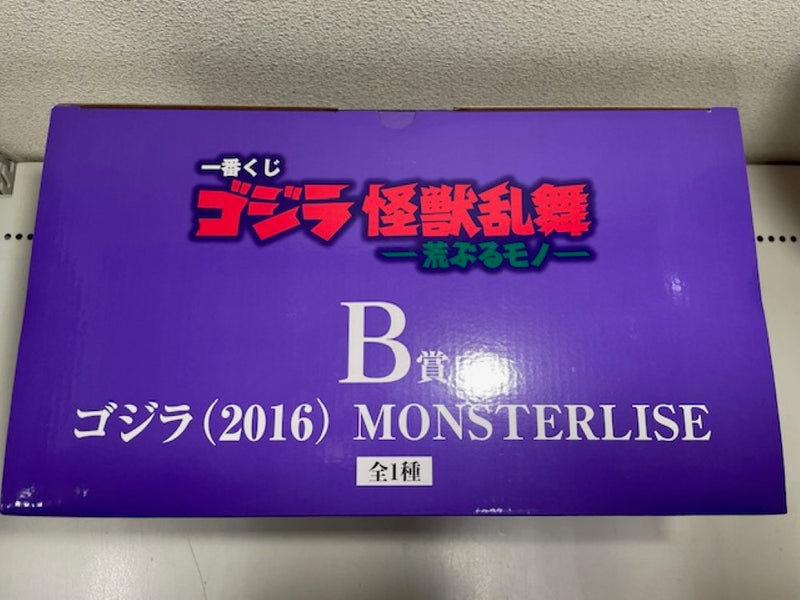 一番くじ
ゴジラ 怪獣乱舞
―荒ぶるモノ―
B賞
ゴジラ(2016) MONSTERLISE
全1種